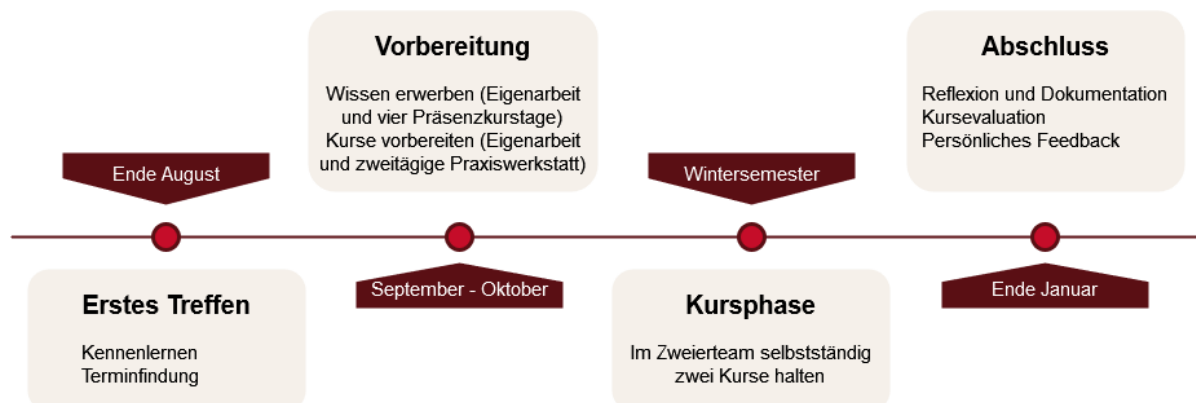 Ende August
Erstes Treffen
Kennenlernen
Terminfindung
Vorbereitung
Wissen erwerben (Eigenarbeit
und vier Präsenzkurstage)
Kurse vorbereiten (Eigenarbeit
und zweitägige Praxiswerkstatt)
September - Oktober
Wintersemester
Kursphase
Im Zweierteam selbstständig
zwei Kurse halten
Abschluss
Reflexion und Dokumentation
Kursevaluation
Persönliches Feedback
Ende Januar